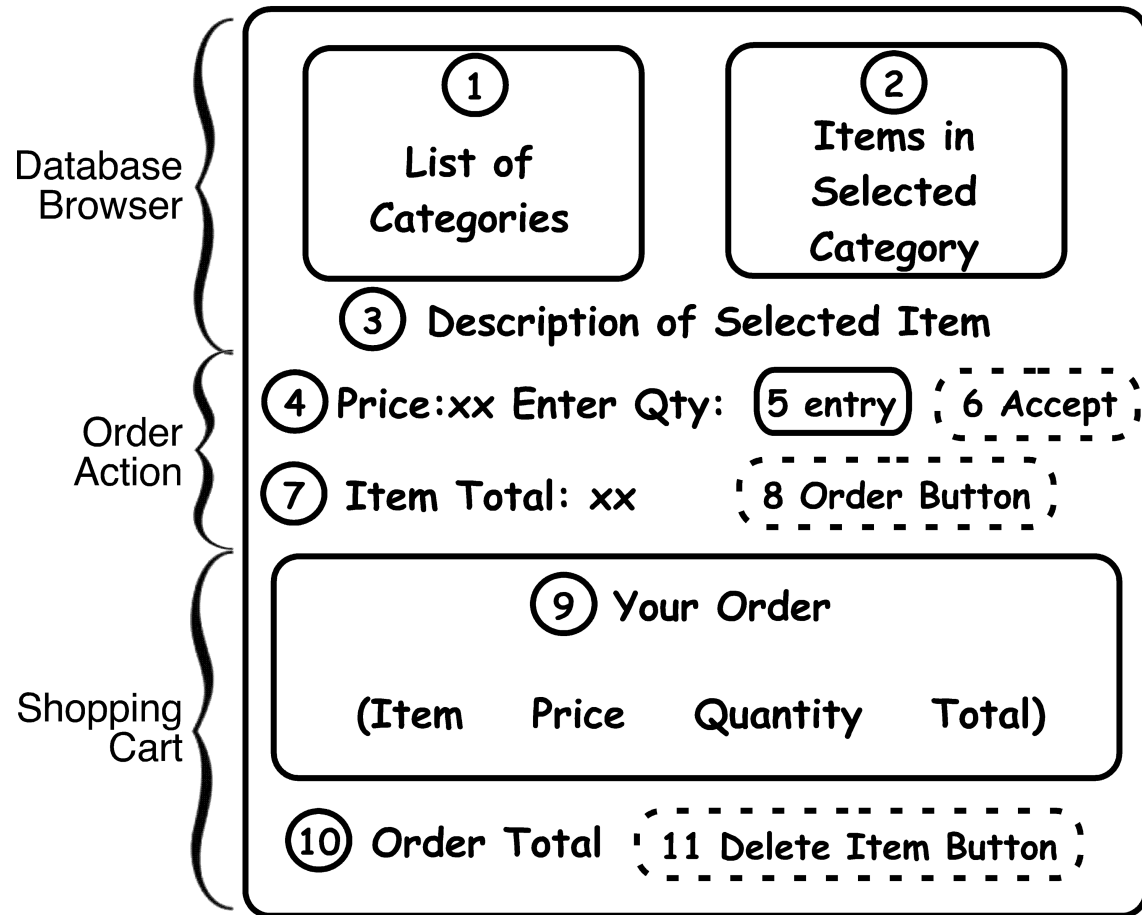 Database
Browser
1
List of
Categories
2
Items in
Selected
Category
3 Description of Selected Item
Order
Action
4 Price:xx Enter Qty: 5 entry 6 Accept
7 Item Total: xx 8 Order Button
Shopping
Cart
9 Your Order
(Item Price Quantity Total)
10 Order Total 11 Delete Item Button